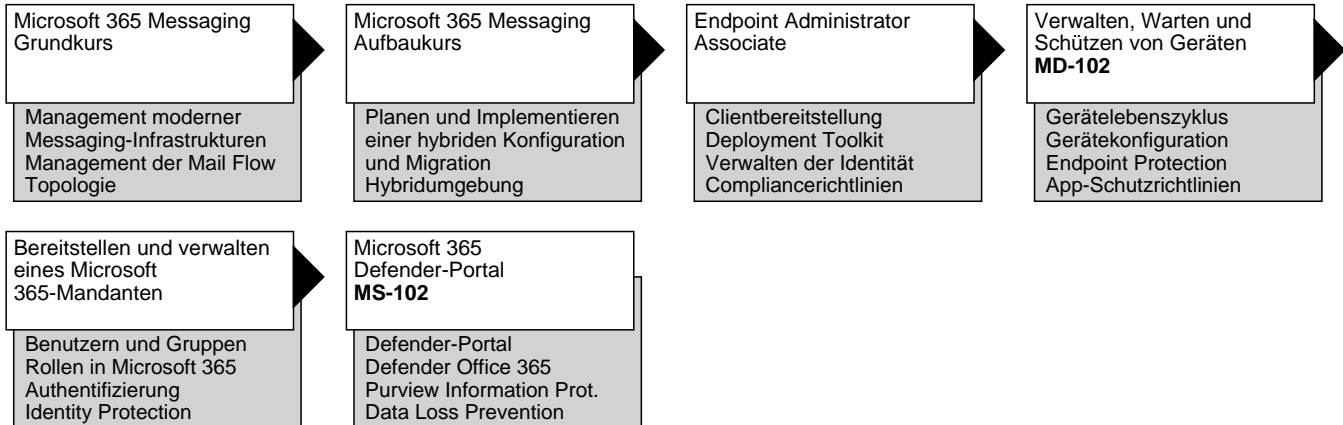 Microsoft 365 Messaging
Grundkurs
Management moderner
Messaging-Infrastrukturen
Management der Mail Flow
Topologie
Microsoft 365 Messaging
Aufbaukurs
Planen und Implementieren
einer hybriden Konfiguration
und Migration
Hybridumgebung
Endpoint Administrator
Associate
Clientbereitstellung
Deployment Toolkit
Verwalten der Identität
Compliancerichtlinien
Verwalten, Warten und
Schützen von Geräten
MD-102
Gerätelebenszyklus
Gerätekonfiguration
Endpoint Protection
App-Schutzrichtlinien
Bereitstellen und verwalten
eines Microsoft
365-Mandanten
Benutzern und Gruppen
Rollen in Microsoft 365
Authentifizierung
Identity Protection
Microsoft 365
Defender-Portal
MS-102
Defender-Portal
Defender Office 365
Purview Information Prot.
Data Loss Prevention